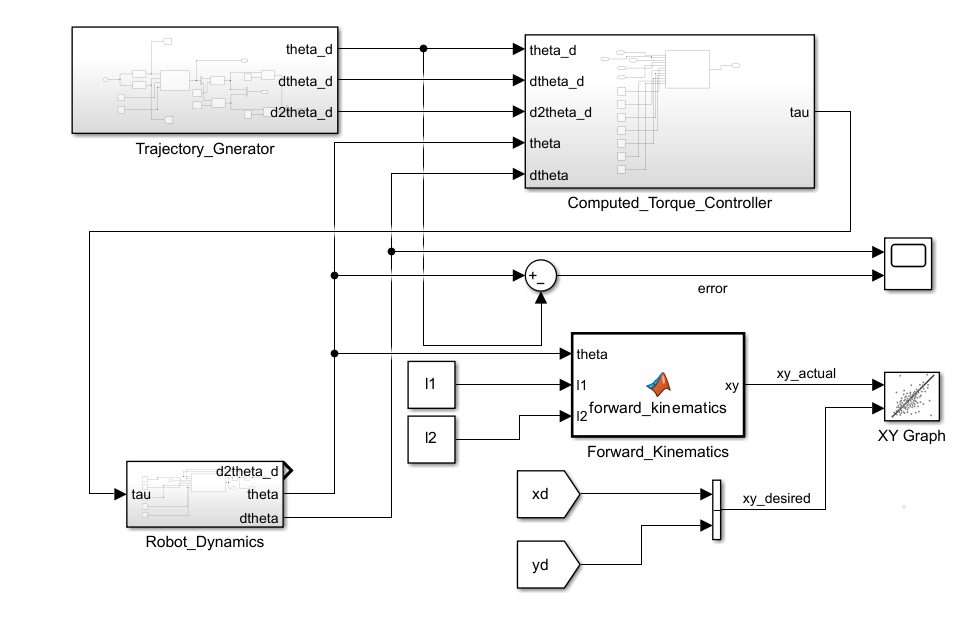 theta_d
dtheta_d
d2theta_d
Trajectory_Gnerator
theta_d
dtheta_d
d2theta_d
theta
dtheta
tau
Computed_Torque_Controller
+
−
error
theta
l1
l2
forward_kinematics
xy
Forward_Kinematics
l1
l2
xy_actual
XY Graph
d2theta_d
tau
theta
dtheta
Robot_Dynamics
xd
yd
xy_desired